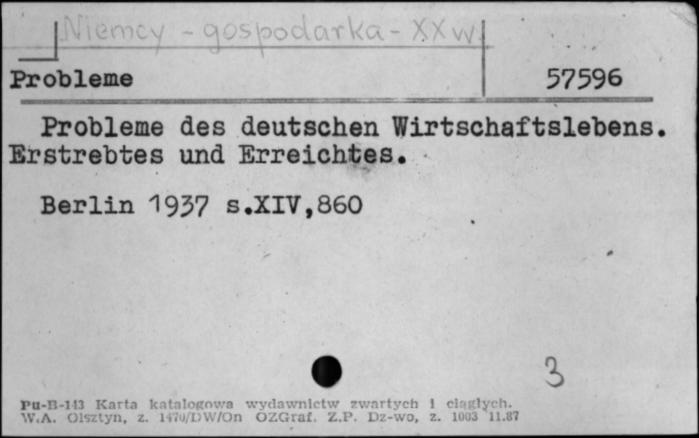 Niemcy - gospodarka - XX w.
Probleme 57596
Probleme des deutschen Wirtschaftslebens.
Erstrebtes und Erreichtes.
Berlin 1937 s.XIV,860
3
Pu-B-143 Karta katalogowa wydawnictw zwartych i ciągłych.
W.A. Olsztyn, z. 1470/DW/On OZGraf. Z.P. Dz-wo, z. 1003 11.87